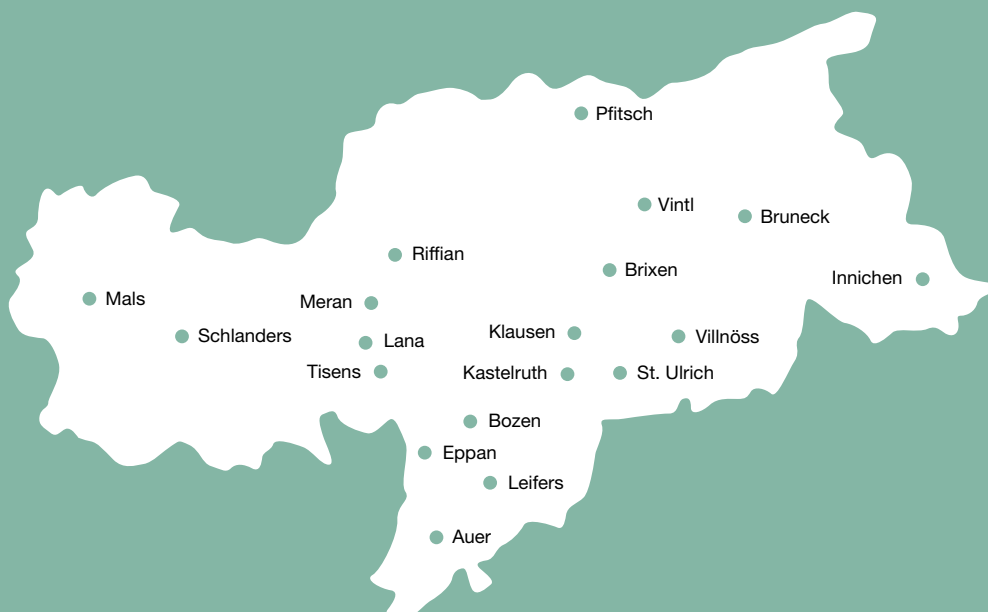 Pfitsch
Vintl
Bruneck
Riffian
Brixen
Innichen
Mals
Meran
Schlanders
Lana
Klausen
Villnöss
Tisens
Kastelruth
St. Ulrich
Bozen
Eppan
Leifers
Auer